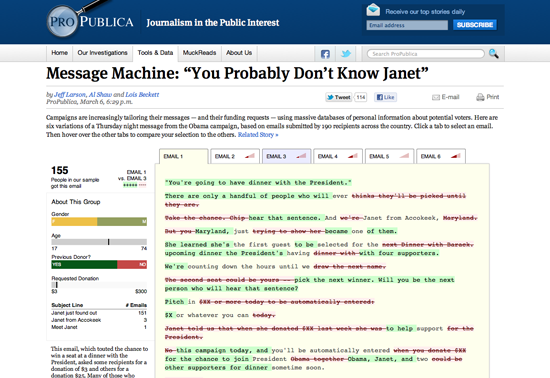 PROPUBLICA
Journalism in the Public Interest
Receive our top stories daily
Email address
SUBSCRIBE
Home
Our Investigations
Tools & Data
MuckReads
About Us
Search ProPublica
Message Machine: “You Probably Don’t Know Janet”
by Jeff Larson, Al Shaw and Lois Beckett
ProPublica, March 6, 6:29 p.m.
Tweet
114
Like
E-mail
Print
Campaigns are increasingly tailoring their messages — and their funding requests — using massive databases of personal information about potential voters. Here are
six variations of a Thursday night message from the Obama campaign, based on emails submitted by 190 recipients across the country. Click a tab to select an email.
Then hover over the other tabs to compare your selection to the others. Related Story »
155
People in our sample
got this email
EMAIL 1
vs. EMAIL 3
About This Group
Gender
F
M
Age
17
74
Previous Donor?
YES
NO
Requested Donation
$3
$300
Subject Line
# Emails
Janet just found out
151
Janet from Accokeek
3
Meet Janet
1
This email, which touted the chance to
win a seat at a dinner with the
President, asked some recipients for a
donation of $3 and others for a
donation $25. Many of those who
EMAIL 1
EMAIL 2
EMAIL 3
EMAIL 4
EMAIL 5
EMAIL 6
"You're going to have dinner with the President."
There are only a handful of people who will ever thinks they'll be picked until
they are.
Take the chance. Chip hear that sentence. And we're Janet from Accokeek, Maryland.
But you Maryland, just trying to show her became one of them.
She learned she's the first guest to be selected for the next Dinner with Barack.
upcoming dinner the President's having dinner with with four supporters.
We're counting down the hours until we draw the next name.
The second seat could be yours -- pick the next winner. Will you be the next
person who will hear that sentence?
Pitch in $XX or more today to be automatically entered.
$X or whatever you can today.
Janet told us that when she donated $XX last week she was to help support for the
President.
No this campaign today, and you'll be automatically entered when you donate $XX
for the chance to join President Obama together Obama, Janet, and two could be
other supporters for dinner sometime soon.